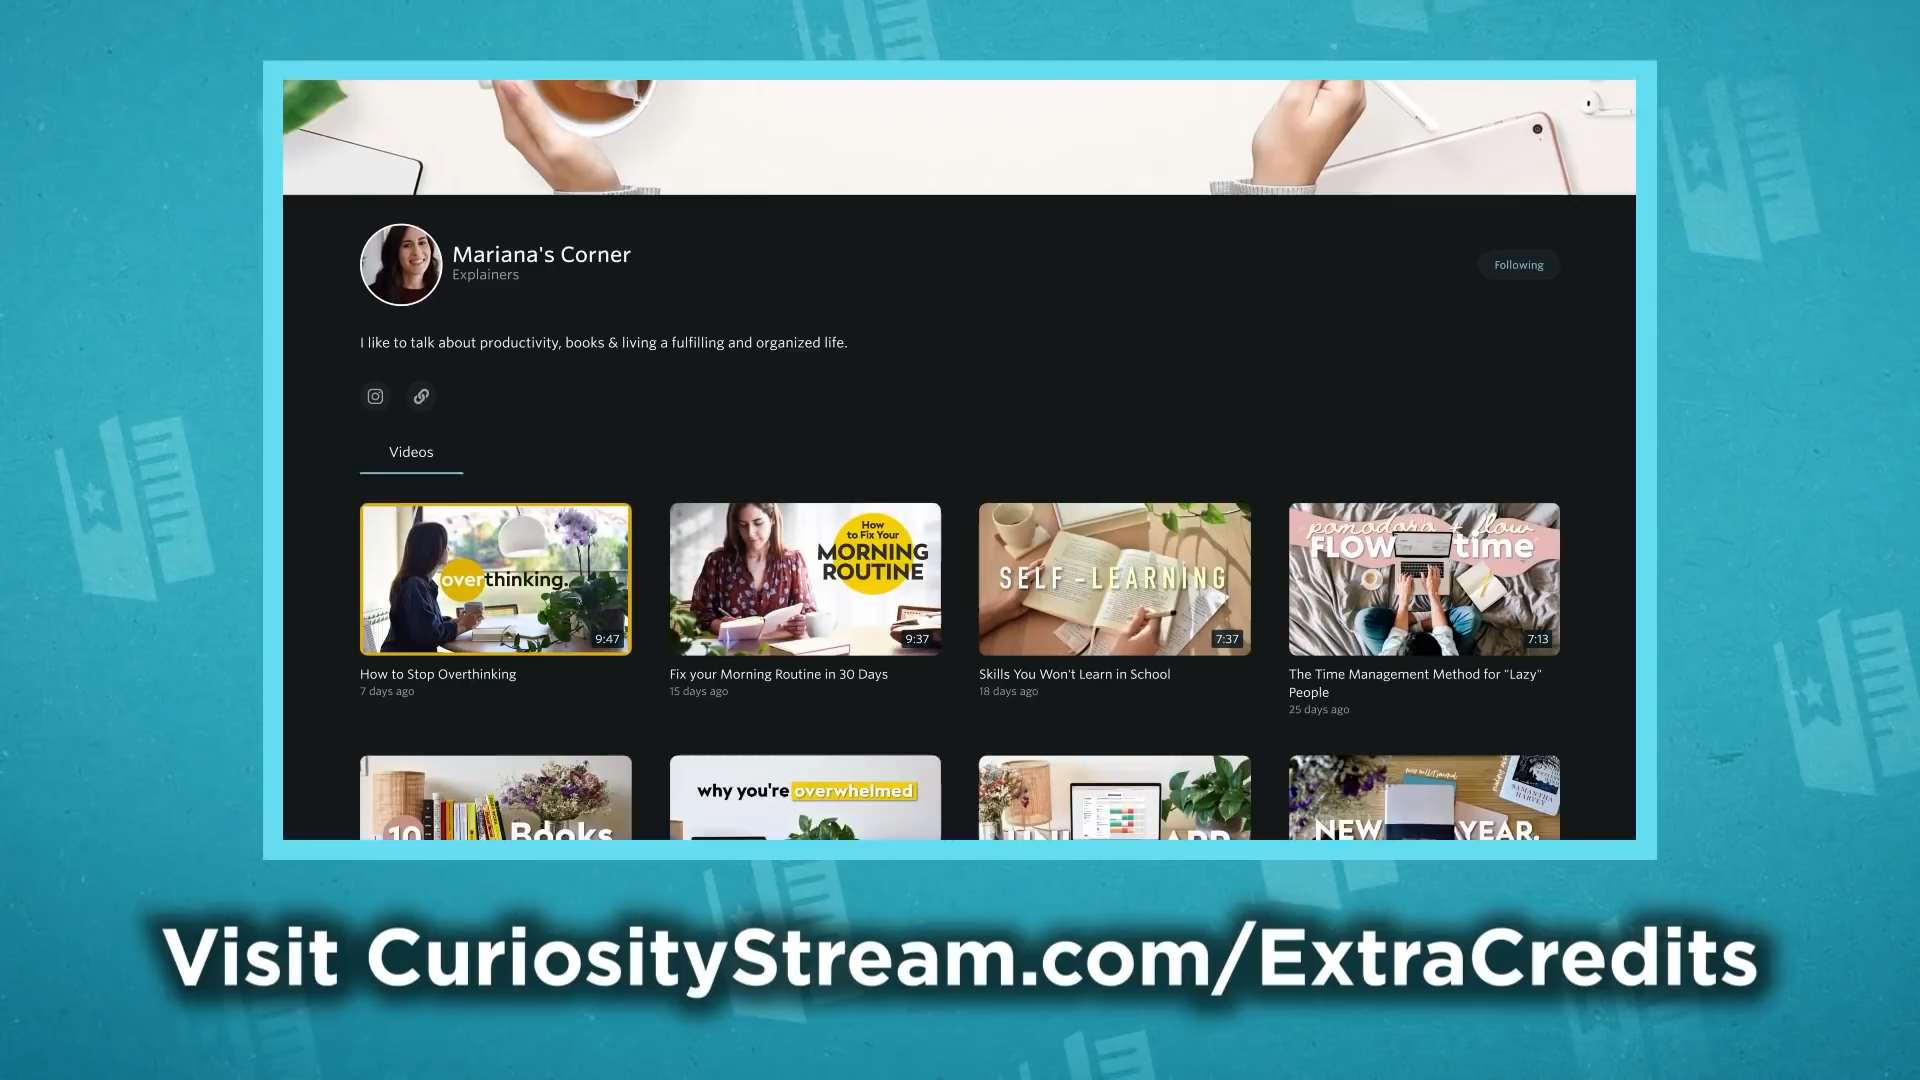 Mariana's Corner
Explainers
Following
I like to talk about productivity, books & living a fulfilling and organized life.
Videos
overthinking.
9:47
How
to Fix Your
MORNING
ROUTINE
9:37
SELF-LEARNING
7:37
pomodoro + flow
FLOW time
7:13
How to Stop Overthinking
7 days ago
Fix your Morning Routine in 30 Days
15 days ago
Skills You Won't Learn in School
18 days ago
The Time Management Method for "Lazy"
People
25 days ago
10 Books
why you're overwhelmed
APP
NEW YEAR.
SAMANTHA
HARVEY
Visit CuriosityStream.com/ExtraCredits